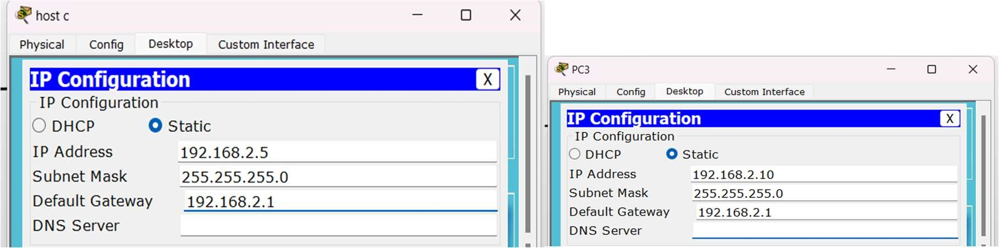 host c
Physical Config Desktop Custom Interface
IP Configuration X
IP Configuration
DHCP Static
IP Address 192.168.2.5
Subnet Mask 255.255.255.0
Default Gateway 192.168.2.1
DNS Server
PC3
Physical Config Desktop Custom Interface
IP Configuration X
IP Configuration
DHCP Static
IP Address 192.168.2.10
Subnet Mask 255.255.255.0
Default Gateway 192.168.2.1
DNS Server